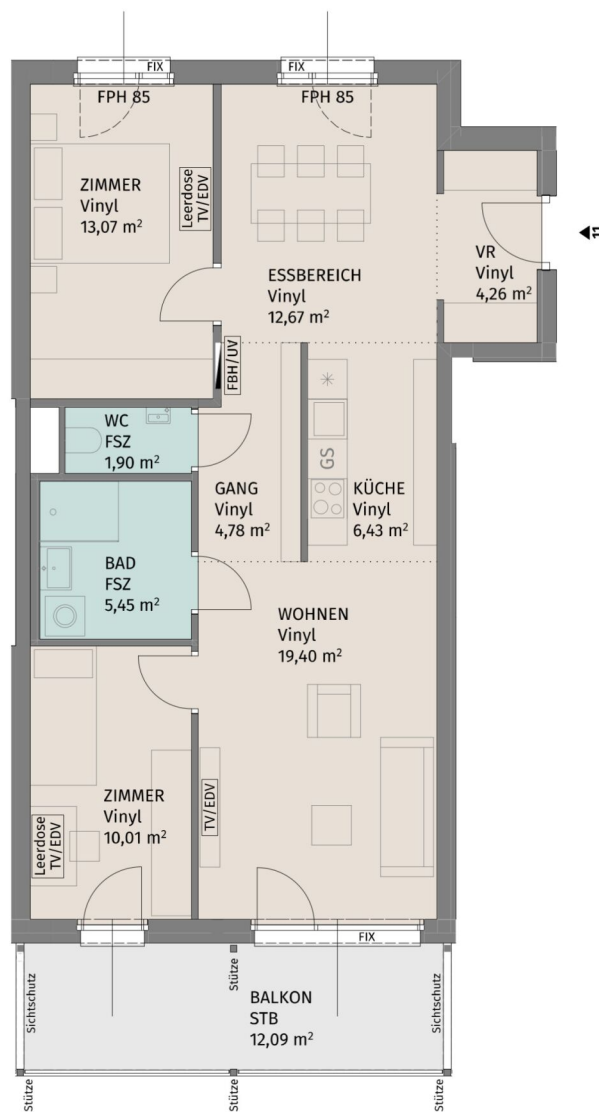 FIX
FIX
FPH 85
FPH 85
ZIMMER
Vinyl
13,07 m²
Leerdose
TV/EDV
ESSBEREICH
Vinyl
12,67 m²
VR
Vinyl
4,26 m²
11
FBH/UV
WC
FSZ
1,90 m²
GS
GANG
Vinyl
4,78 m²
KÜCHE
Vinyl
6,43 m²
BAD
FSZ
5,45 m²
WOHNEN
Vinyl
19,40 m²
ZIMMER
Vinyl
10,01 m²
Leerdose
TV/EDV
TV/EDV
FIX
Sichtschutz
Stütze
Sichtschutz
BALKON
STB
12,09 m²
Stütze
Stütze
Stütze